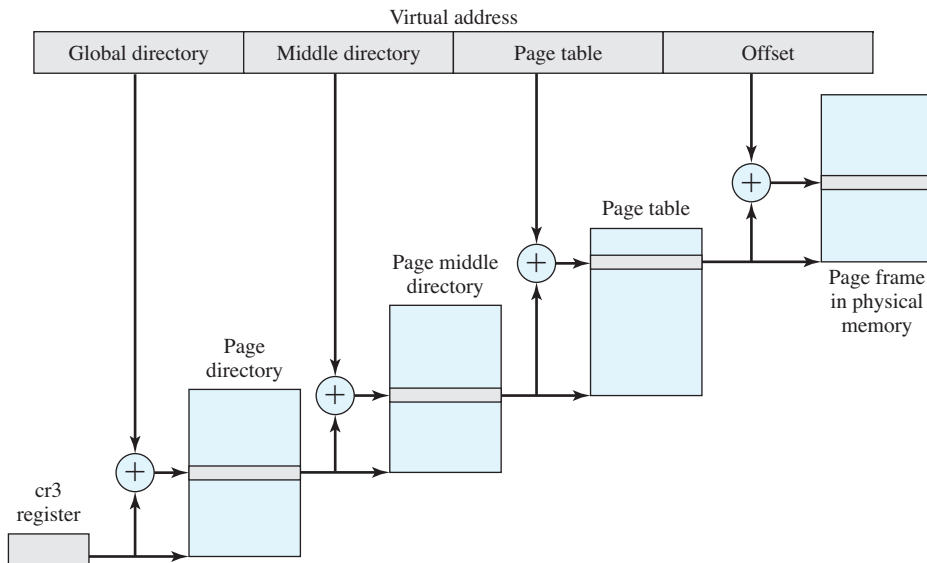 Virtual address
Global directory
Middle directory
Page table
Offset
+
Page table
+
Page middle
directory
Page frame
in physical
memory
Page
directory
+
+
cr3
register